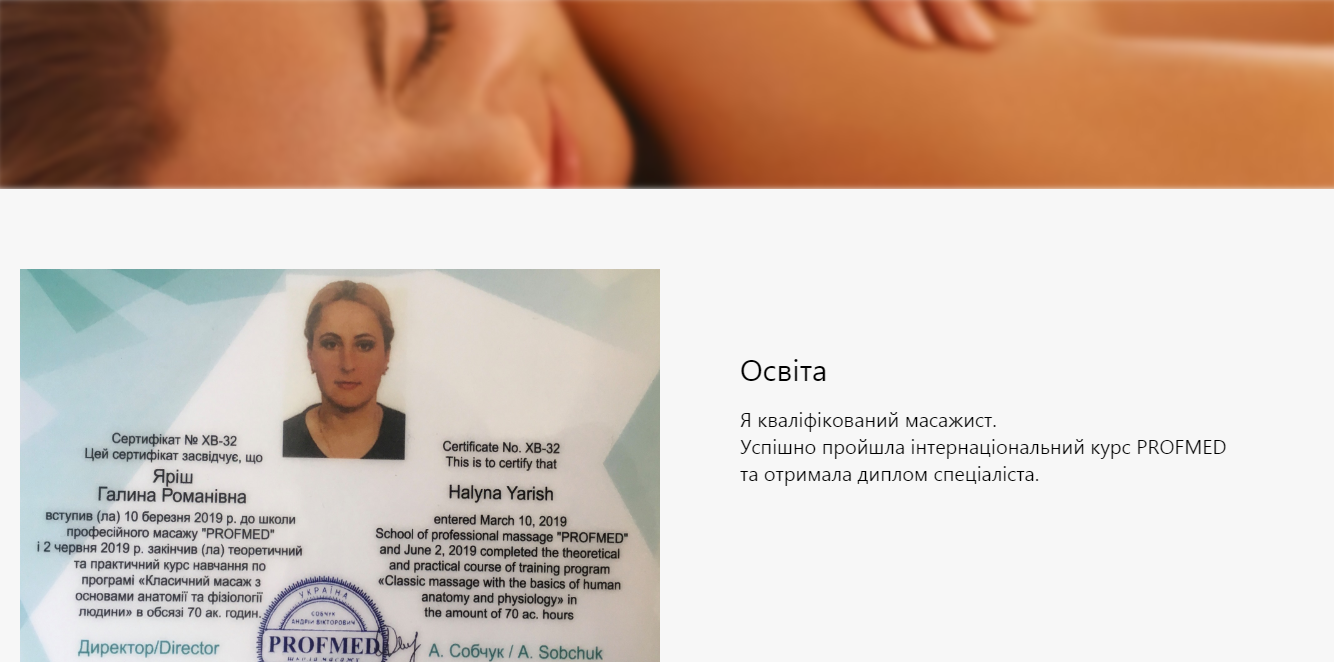 Сертифікат № ХВ-32
Цей сертифікат засвідчує, що
Яріш
Галина Романівна
вступив (ла) 10 березня 2019 р. до школи
професійного масажу "PROFMED"
і 2 червня 2019 р. закінчив (ла) теоретичний
та практичний курс навчання по
програмі «Класичний масаж з
основами анатомії та фізіології
людини» в обсязі 70 ак. годин.
Директор/Director
Certificate No. XB-32
This is to certify that
Halyna Yarish
entered March 10, 2019
School of professional massage "PROFMED"
and June 2, 2019 completed the theoretical
and practical course of training program
«Classic massage with the basics of human
anatomy and physiology» in
the amount of 70 ac. hours
А. Собчук / A. Sobchuk
УКРАЇНА
СОБЧУК
АНДРІЙ ВІКТОРОВИЧ
PROFMED
Освіта
Я кваліфікований масажист.
Успішно пройшла інтернаціональний курс PROFMED
та отримала диплом спеціаліста.